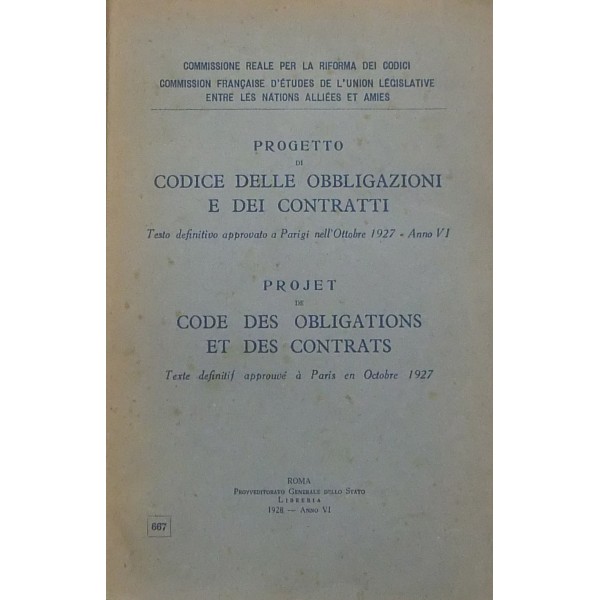 COMMISSIONE REALE PER LA RIFORMA DEI CODICI
COMMISSION FRANÇAISE D'ÉTUDES DE L'UNION LÉGISLATIVE
ENTRE LES NATIONS ALLIÉES ET AMIES
PROGETTO
DI
CODICE DELLE OBBLIGAZIONI
E DEI CONTRATTI
Testo definitivo approvato a Parigi nell'Ottobre 1927 - Anno VI
PROJET
DE
CODE DES OBLIGATIONS
ET DES CONTRATS
Texte definitif approuvé à Paris en Octobre 1927
ROMA
PROVVEDITORATO GENERALE DELLO STATO
LIBRERIA
1928 — ANNO VI
667